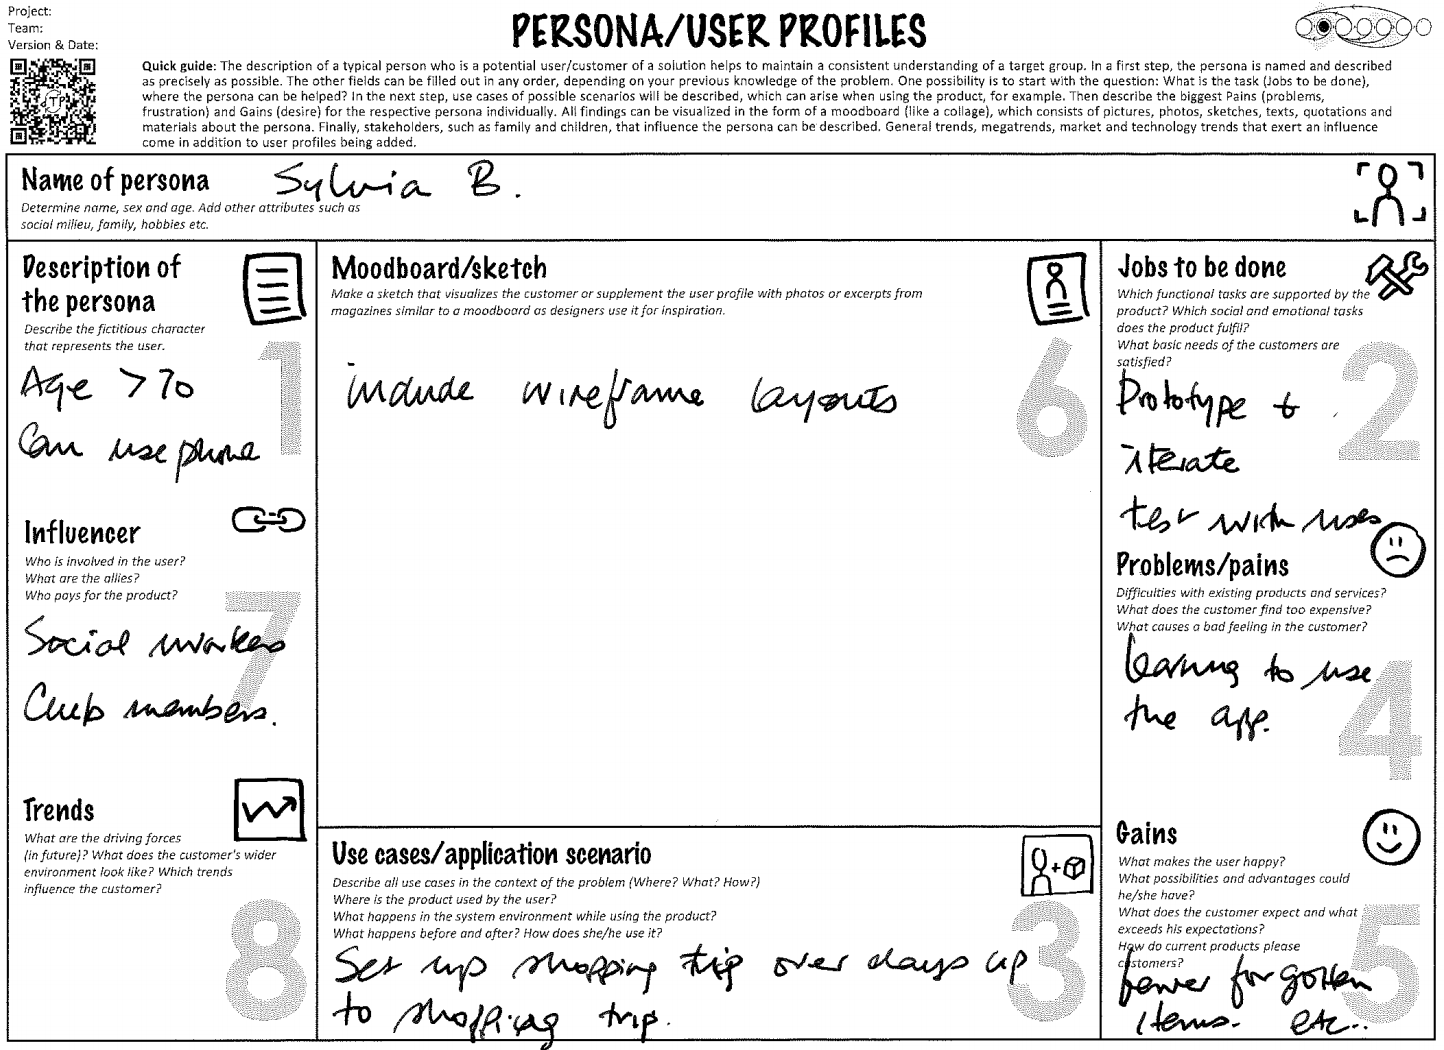 Project:
Team:
Version & Date:
PERSONA/USER PROFILES
Quick guide: The description of a typical person who is a potential user/customer of a solution helps to maintain a consistent understanding of a target group. In a first step, the persona is named and described
as precisely as possible. The other fields can be filled out in any order, depending on your previous knowledge of the problem. One possibility is to start with the question: What is the task (Jobs to be done),
where the persona can be helped? In the next step, use cases of possible scenarios will be described, which can arise when using the product, for example. Then describe the biggest Pains (problems,
frustration) and Gains (desire) for the respective persona individually. All findings can be visualized in the form of a moodboard (like a collage), which consists of pictures, photos, sketches, texts, quotations and
materials about the persona. Finally, stakeholders, such as family and children, that influence the persona can be described. General trends, megatrends, market and technology trends that exert an influence
come in addition to user profiles being added.
Name of persona
Sylvia B.
Determine name, sex and age. Add other attributes such as
social milieu, family, hobbies etc.
Description of
the persona
Describe the fictitious character
that represents the user.
1
Age >70
Can use phone
Influencer
Who is involved in the user?
What are the allies?
Who pays for the product?
7
Social workers
Club members.
Trends
What are the driving forces
(in future)? What does the customer's wider
environment look like? Which trends
influence the customer?
8
Moodboard/sketch
Make a sketch that visualizes the customer or supplement the user profile with photos or excerpts from
magazines similar to a moodboard as designers use it for inspiration.
6
include wireframe layouts
Use cases/application scenario
Describe all use cases in the context of the problem (Where? What? How?)
Where is the product used by the user?
What happens in the system environment while using the product?
What happens before and after? How does she/he use it?
3
Set up shopping trip over days up
to shopping trip.
Jobs to be done
Which functional tasks are supported by the
product? Which social and emotional tasks
does the product fulfil?
What basic needs of the customers are
satisfied?
2
Prototype +
iterate
test with uses
Problems/pains
Difficulties with existing products and services?
What does the customer find too expensive?
What causes a bad feeling in the customer?
4
learning to use
the app.
Gains
What makes the user happy?
What possibilities and advantages could
he/she have?
What does the customer expect and what
exceeds his expectations?
How do current products please
customers?
5
fewer forgotten
items. etc..